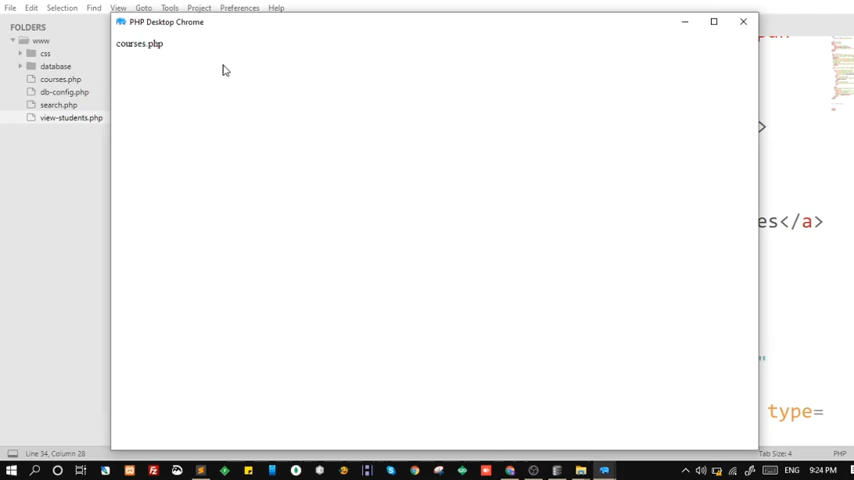 File Edit Selection Find View Goto Tools Project Preferences Help
PHP Desktop Chrome
FOLDERS
www
css
database
courses.php
db-config.php
search.php
view-students.php
courses.php
>
es</a>
"
type=
Line 34, Column 28
Tab Size: 4
PHP
ENG
9:24 PM